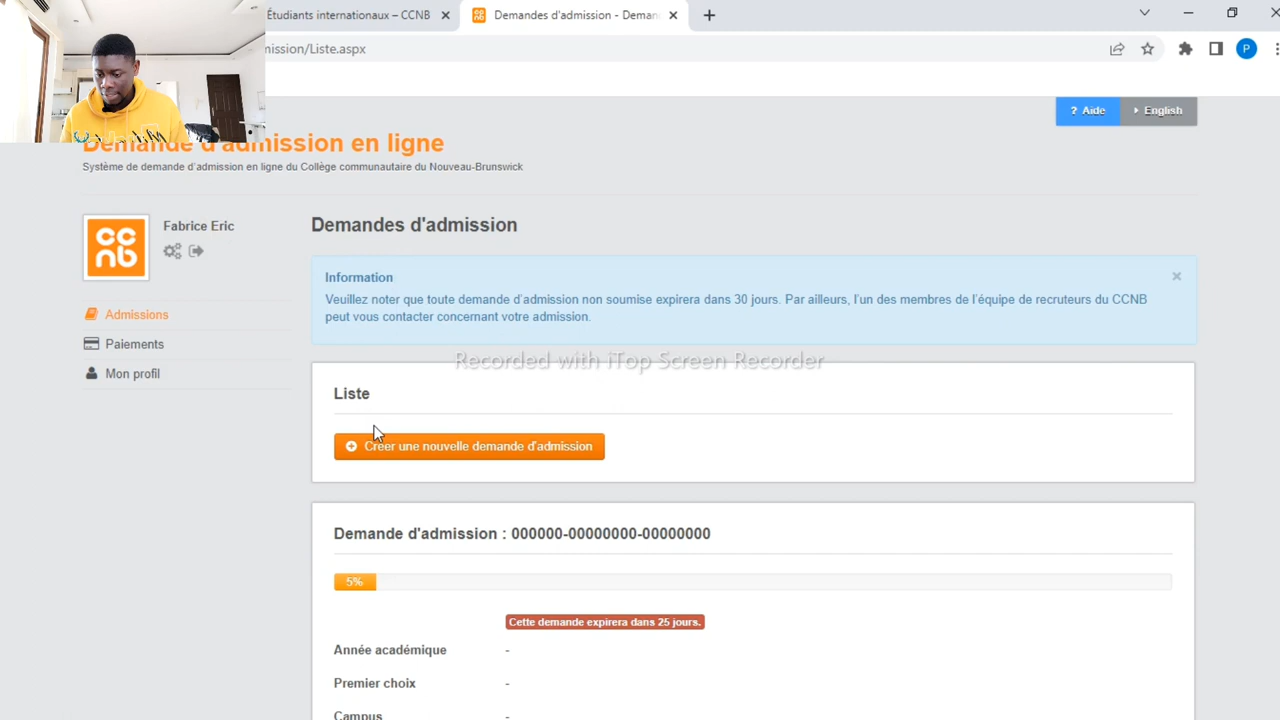 Étudiants internationaux – CCNB
Demandes d'admission - Deman
mission/Liste.aspx
P
? Aide
English
Demande d'admission en ligne
Système de demande d'admission en ligne du Collège communautaire du Nouveau-Brunswick
ccnb
Fabrice Eric
Admissions
Paiements
Mon profil
Demandes d'admission
Information
Veuillez noter que toute demande d'admission non soumise expirera dans 30 jours. Par ailleurs, l'un des membres de l'équipe de recruteurs du CCNB
peut vous contacter concernant votre admission.
Recorded with iTop Screen Recorder
Liste
Créer une nouvelle demande d'admission
Demande d'admission : 000000-00000000-00000000
5%
Cette demande expirera dans 25 jours.
Année académique -
Premier choix -
Campus -